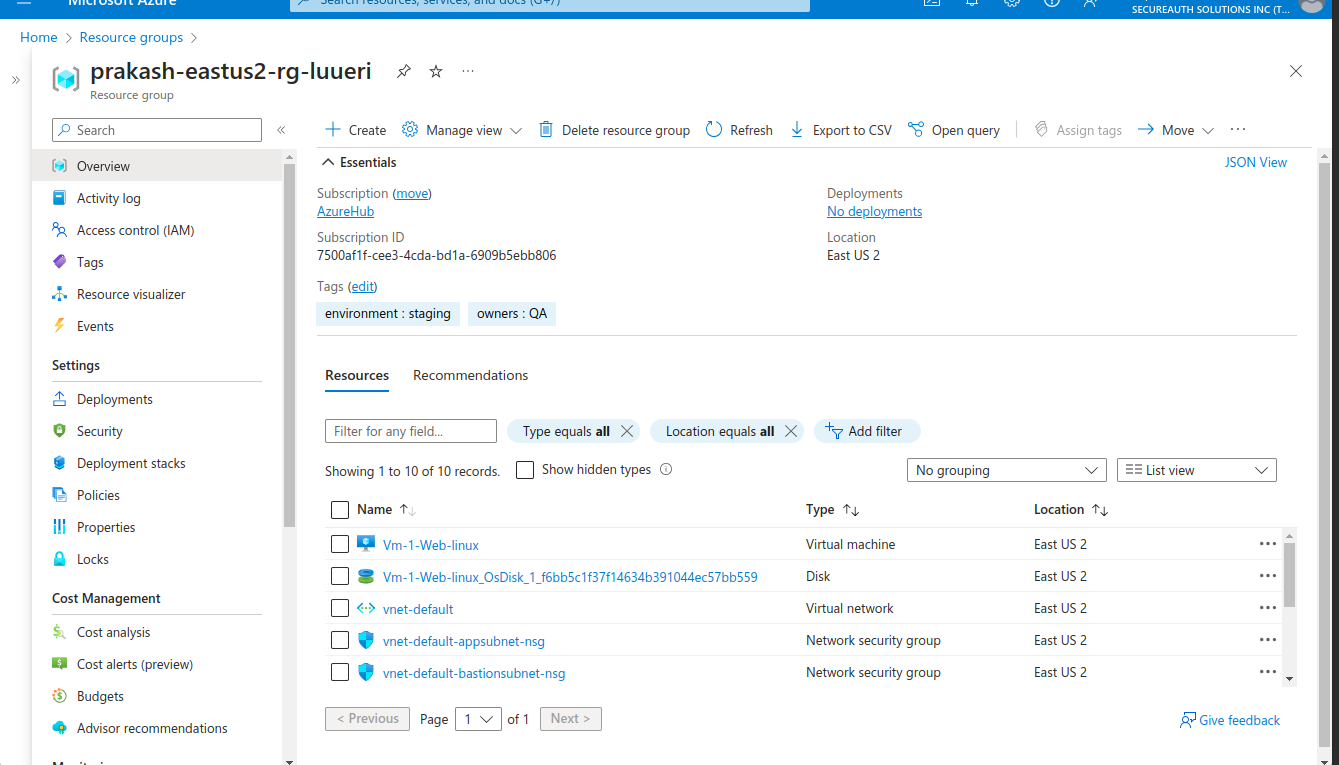 Microsoft Azure
Search resources, services, and docs (G+/)
SECUREAUTH SOLUTIONS INC (T...
Home > Resource groups >
»
prakash-eastus2-rg-luueri
...
Resource group
Search
«
Overview
Activity log
Access control (IAM)
Tags
Resource visualizer
Events
Settings
Deployments
Security
Deployment stacks
Policies
Properties
Locks
Cost Management
Cost analysis
Cost alerts (preview)
Budgets
Advisor recommendations
Create
Manage view
Delete resource group
Refresh
Export to CSV
Open query
Assign tags
Move
...
Essentials
JSON View
Subscription (move)
AzureHub
Subscription ID
7500af1f-cee3-4cda-bd1a-6909b5ebb806
Deployments
No deployments
Location
East US 2
Tags (edit)
environment : staging
owners : QA
Resources
Recommendations
Filter for any field...
Type equals all
Location equals all
Add filter
Showing 1 to 10 of 10 records.
Show hidden types
No grouping
List view
Name
Type
Location
Vm-1-Web-linux
Virtual machine
East US 2
...
Vm-1-Web-linux_OsDisk_1_f6bb5c1f37f14634b391044ec57bb559
Disk
East US 2
...
vnet-default
Virtual network
East US 2
...
vnet-default-appsubnet-nsg
Network security group
East US 2
...
vnet-default-bastionsubnet-nsg
Network security group
East US 2
...
< Previous
Page
1
of 1
Next >
Give feedback